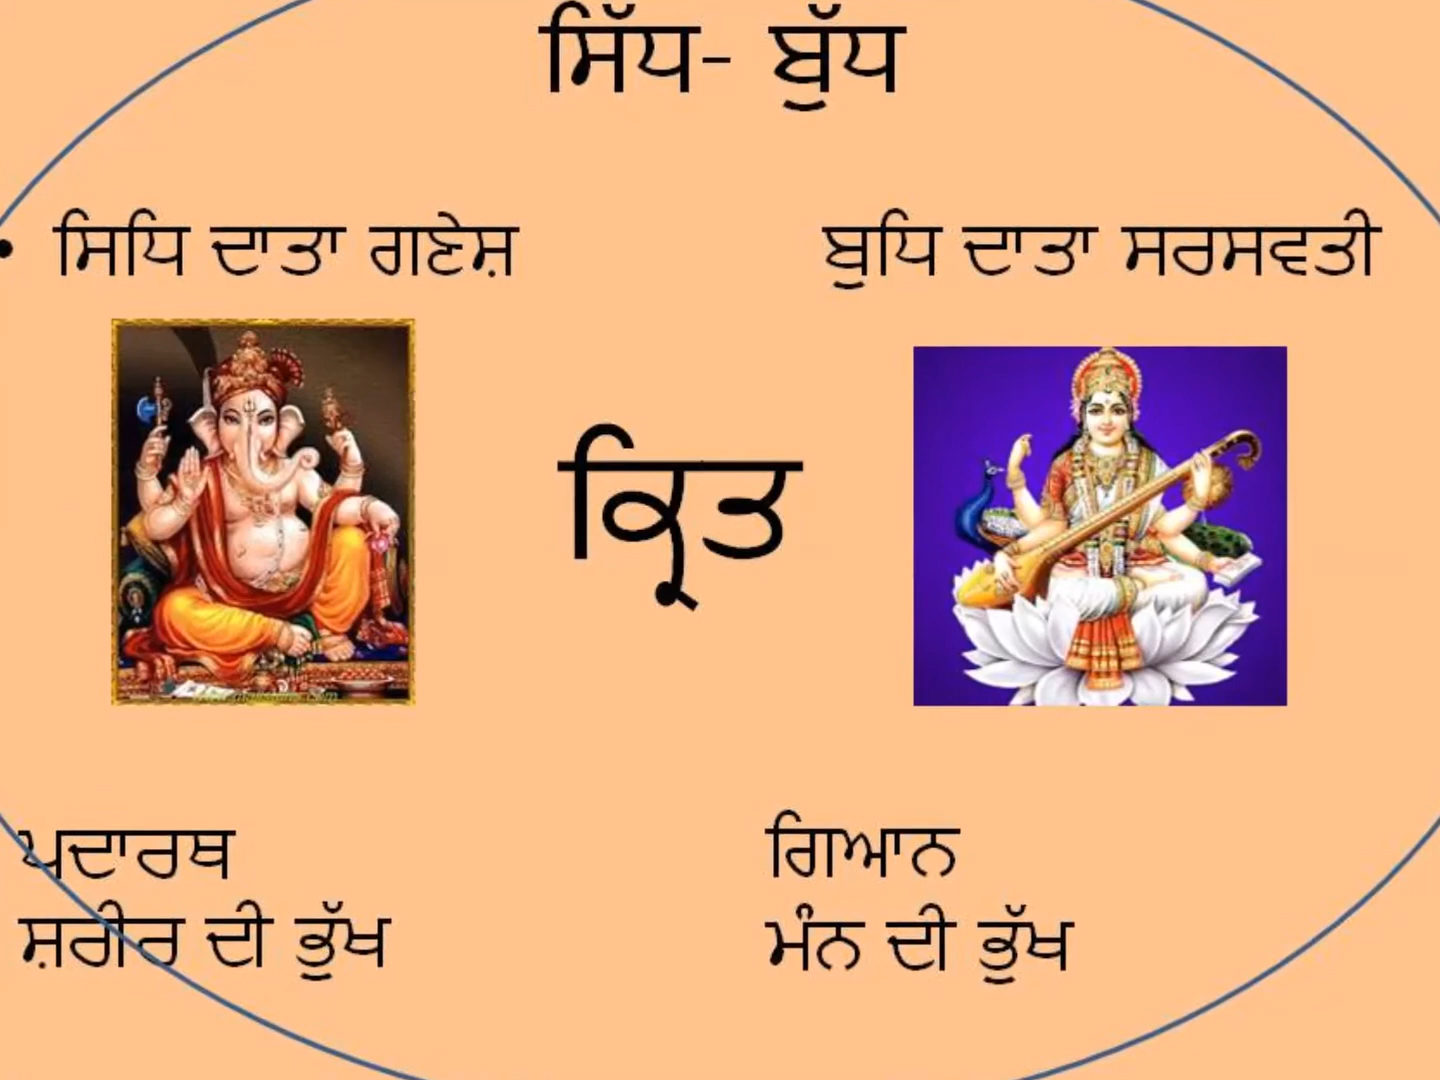 ਸਿੱਧ- ਬੁੱਧ
• ਸਿਧਿ ਦਾਤਾ ਗਣੇਸ਼
ਬੁਧਿ ਦਾਤਾ ਸਰਸਵਤੀ
ਕ੍ਰਿਤ
ਪਦਾਰਥ
ਸ਼ਰੀਰ ਦੀ ਭੁੱਖ
ਗਿਆਨ
ਮੰਨ ਦੀ ਭੁੱਖ